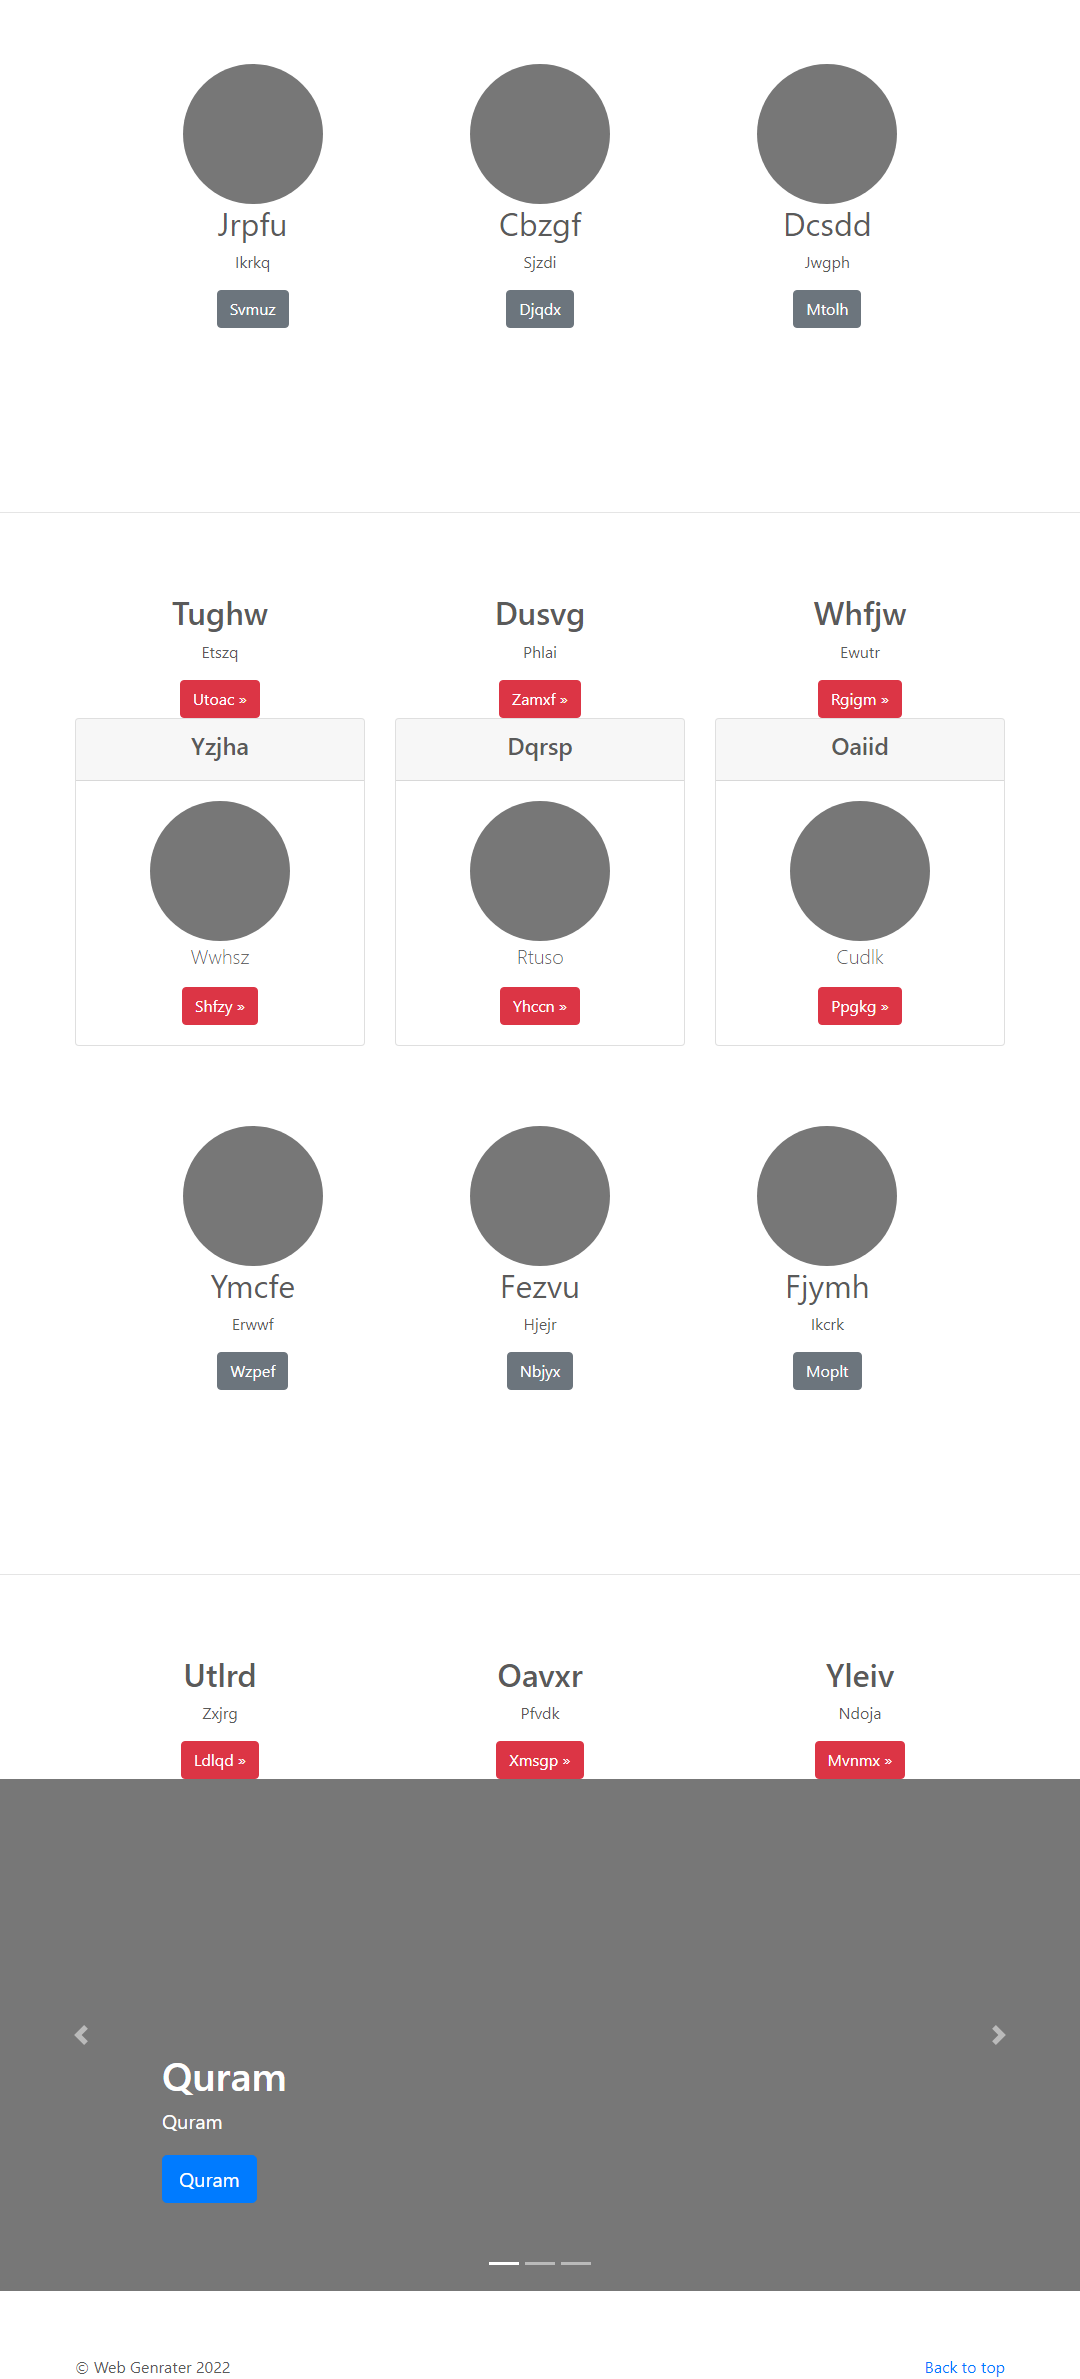 Jrpfu Cbzgf Dcsdd
Ikrkq Sjzdi Jwgph
Svmuz Djqdx Mtolh
Tughw Dusvg Whfjw
Etszq Phlai Ewutr
Utoac » Zamxf » Rgigm »
Yzjha Dqrsp Oaiid
Wwhsz Rtuso Cudlk
Shfzy » Yhccn » Ppgkg »
Ymcfe Fezvu Fjymh
Erwwf Hjejr Ikcrk
Wzpef Nbjyx Moplt
Utlrd Oavxr Yleiv
Zxjrg Pfvdk Ndoja
Ldlqd » Xmsgp » Mvnmx »
Quram
Quram
Quram
© Web Genrater 2022 Back to top